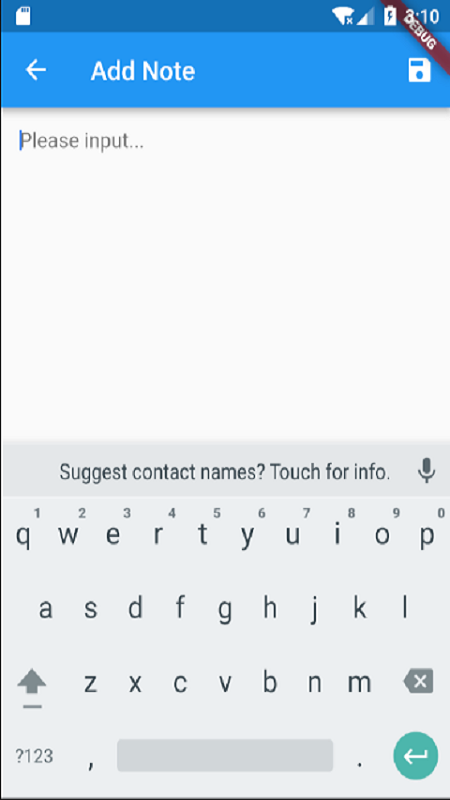 3:10
DEBUG
Add Note
Please input...
Suggest contact names? Touch for info.
1 2 3 4 5 6 7 8 9 0
q w e r t y u i o p
a s d f g h j k l
z x c v b n m
?123 , .